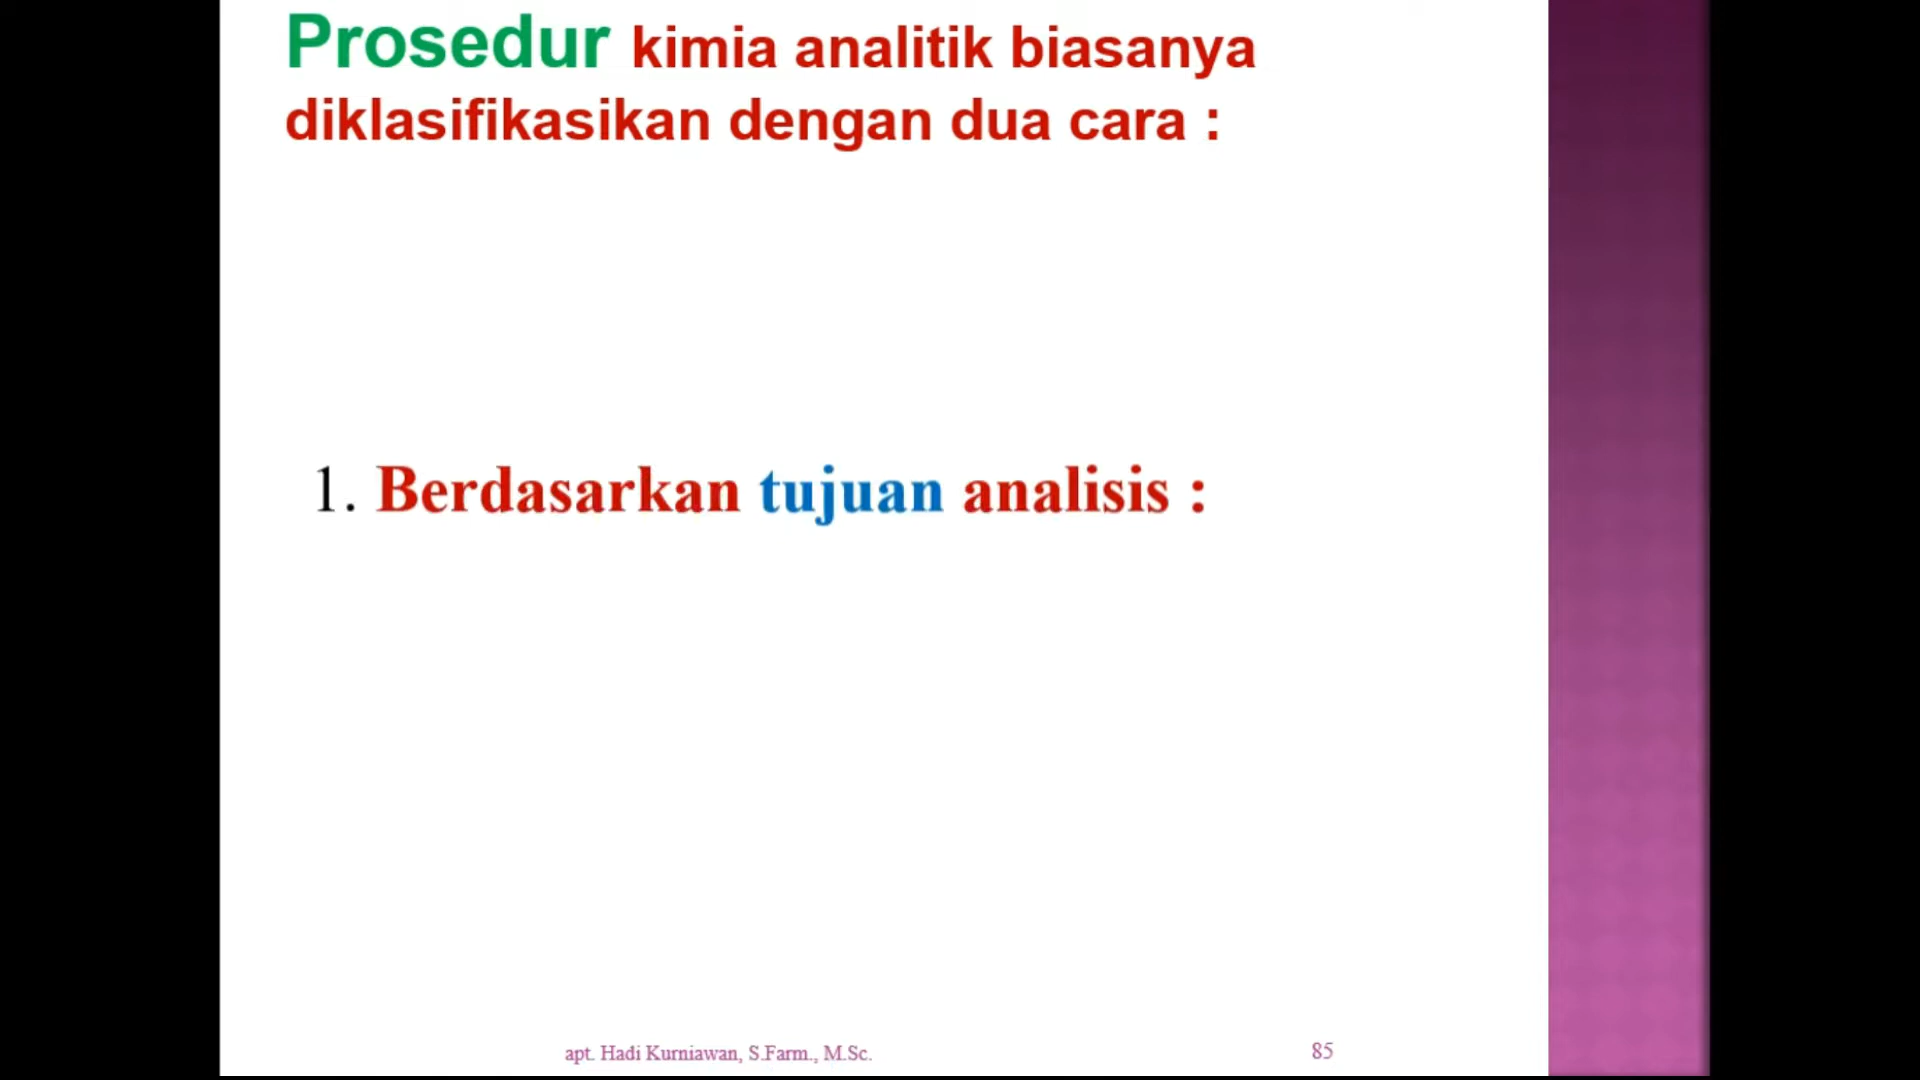 Prosedur kimia analitik biasanya
diklasifikasikan dengan dua cara :
1. Berdasarkan tujuan analisis :
apt. Hadi Kurniawan, S.Farm., M.Sc.
85